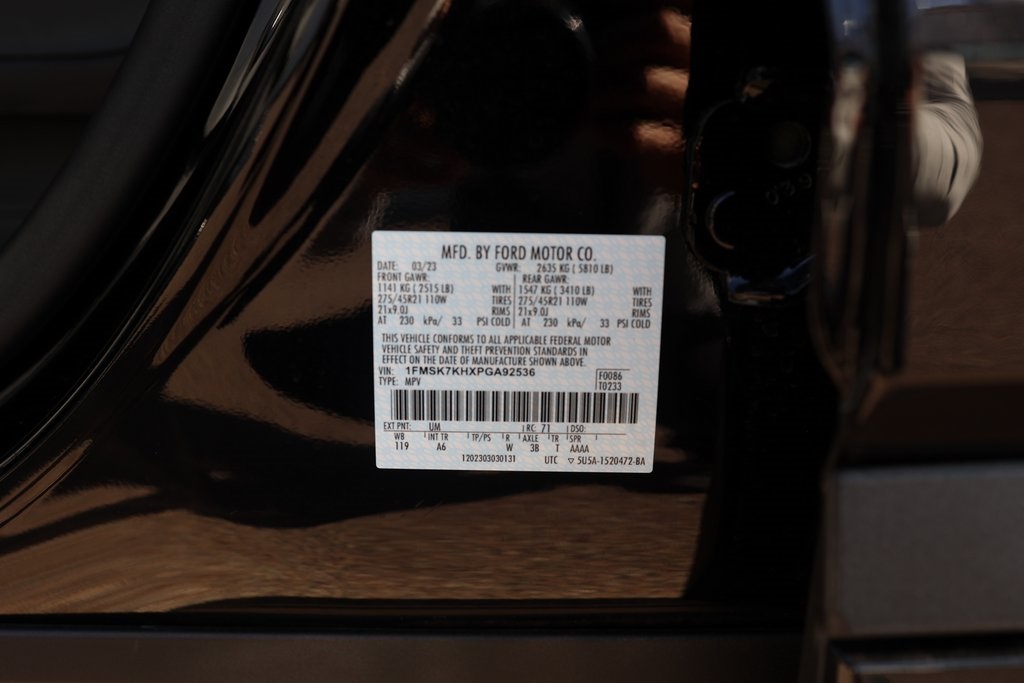 MFD. BY FORD MOTOR CO.
DATE: 03/23 GVWR: 2635 KG (5810 LB)
FRONT GAWR: REAR GAWR:
1141 KG (2515 LB) WITH 1547 KG (3410 LB) WITH
275/45R21 110W TIRES 275/45R21 110W TIRES
21x9.0J RIMS 21x9.0J RIMS
AT 230 kPa/ 33 PSI COLD AT 230 kPa/ 33 PSI COLD
THIS VEHICLE CONFORMS TO ALL APPLICABLE FEDERAL MOTOR
VEHICLE SAFETY AND THEFT PREVENTION STANDARDS IN
EFFECT ON THE DATE OF MANUFACTURE SHOWN ABOVE.
VIN: 1FMSK7KHXPGA92536 F0086
TYPE: MPV T0233
EXT PNT: UM RC: 71 DSO:
WB INT TR TP/PS R AXLE TR SPR
119 A6 W 3B T AAAA
1202303030131 UTC ▽ 5U5A-1520472-BA